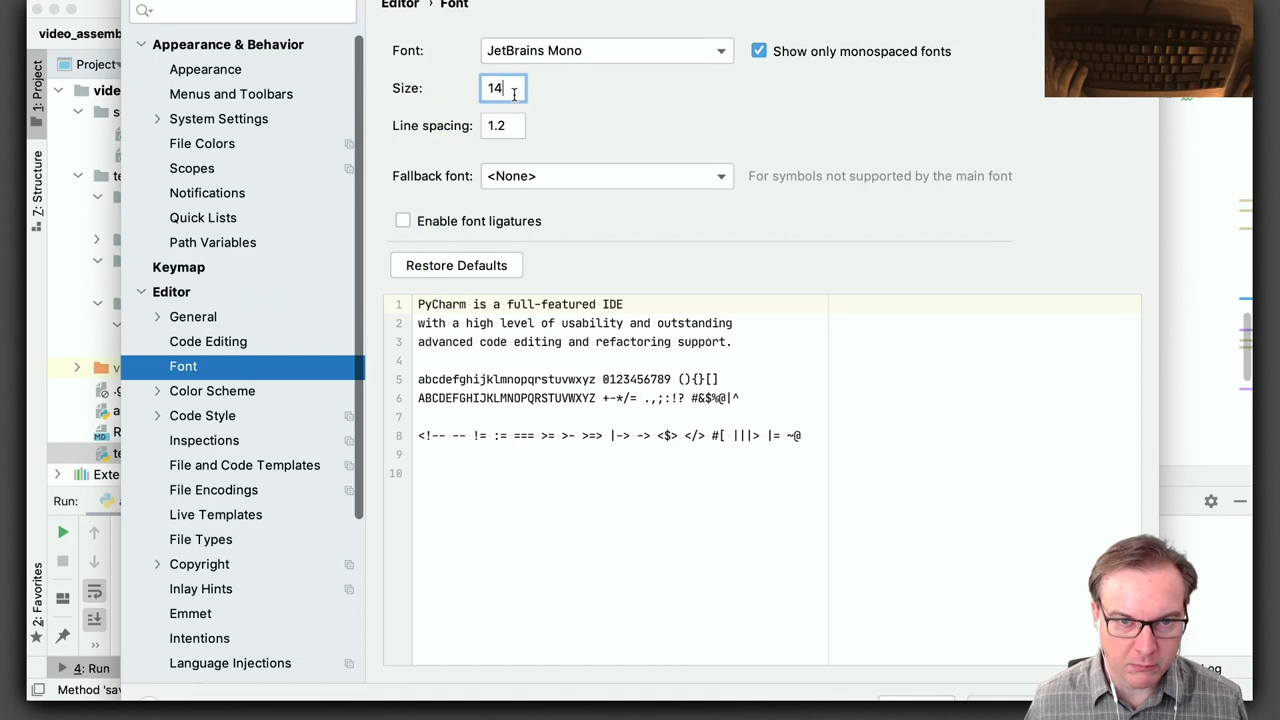 Editor › Font
video_assemb
Project
1: Project
Z: Structure
2: Favorites
vide
s
te
v
.g
a
R
te
Exte
Run:
4: Run
Method 'sav
Appearance & Behavior
Appearance
Menus and Toolbars
System Settings
File Colors
Scopes
Notifications
Quick Lists
Path Variables
Keymap
Editor
General
Code Editing
Font
Color Scheme
Code Style
Inspections
File and Code Templates
File Encodings
Live Templates
File Types
Copyright
Inlay Hints
Emmet
Intentions
Language Injections
Font: JetBrains Mono Show only monospaced fonts
Size: 14
Line spacing: 1.2
Fallback font: <None> For symbols not supported by the main font
Enable font ligatures
Restore Defaults
1 PyCharm is a full-featured IDE
2 with a high level of usability and outstanding
3 advanced code editing and refactoring support.
4
5 abcdefghijklmnopqrstuvwxyz 0123456789 (){}[]
6 ABCDEFGHIJKLMNOPQRSTUVWXYZ +-*/= .,;:!? #&$%@|^
7
8 <!-- -- != := === >= >- >=> |-> -> <$> </> #[ |||> |= ~@
9
10